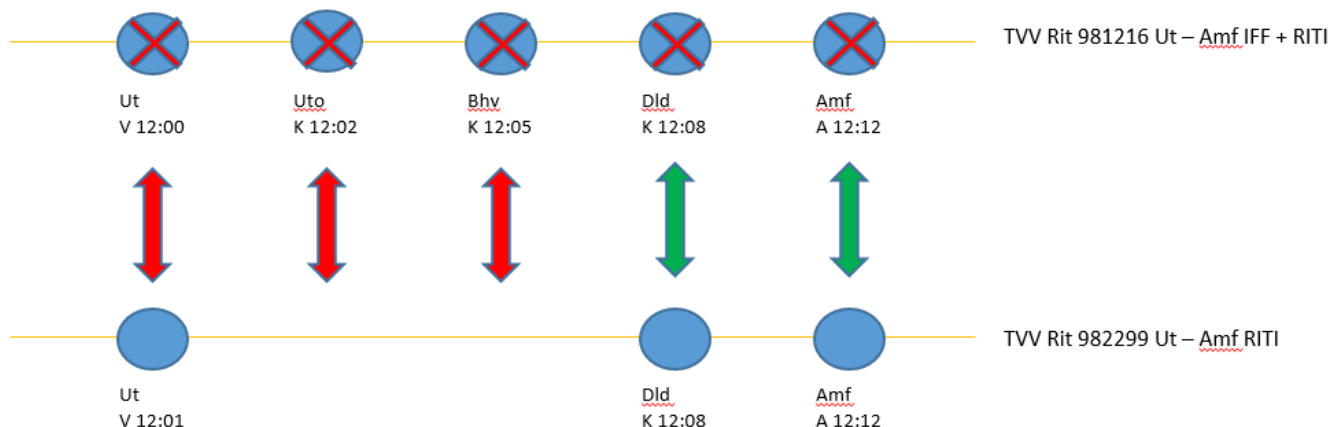 TVV Rit 981216 Ut – Amf IFF + RITI
Ut Uto Bhv Dld Amf
V 12:00 K 12:02 K 12:05 K 12:08 A 12:12
TVV Rit 982299 Ut – Amf RITI
Ut Dld Amf
V 12:01 K 12:08 A 12:12